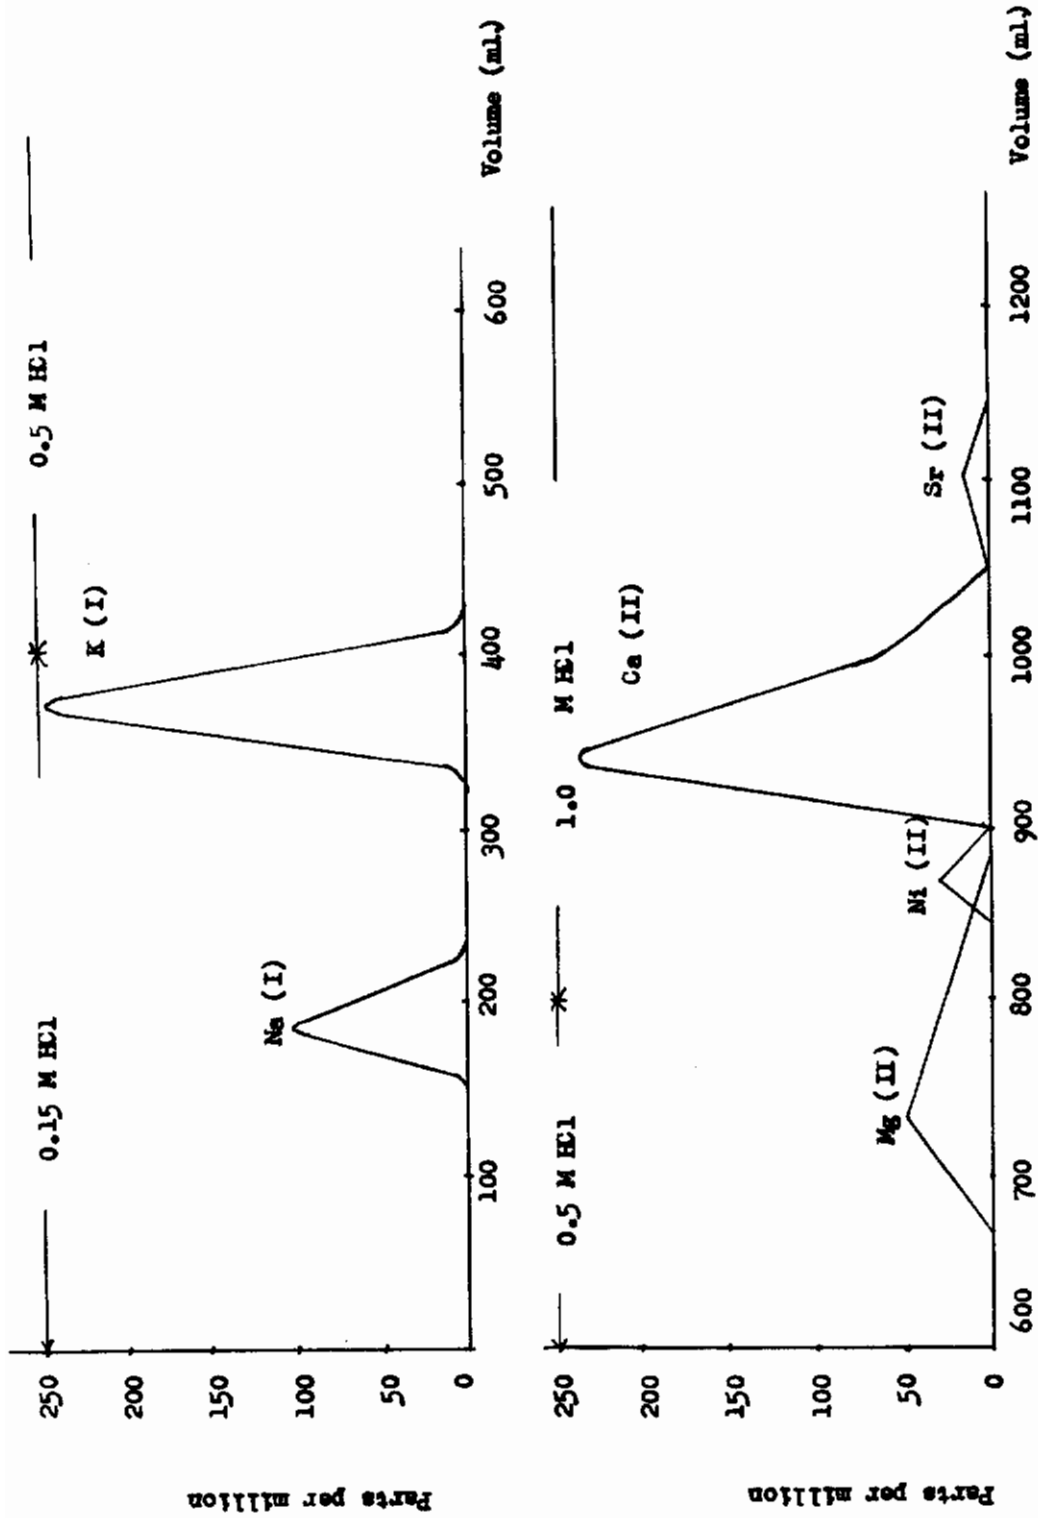 0.15 M HCl
0.5 M HCl
Na (I)
K (I)
250
200
150
100
50
0
Parts per million
100
200
300
400
500
600
Volume (ml.)
0.5 M HCl
1.0 M HCl
Mg (II)
Ni (II)
Ca (II)
Sr (II)
250
200
150
100
50
0
Parts per million
600
700
800
900
1000
1100
1200
Volume (ml)